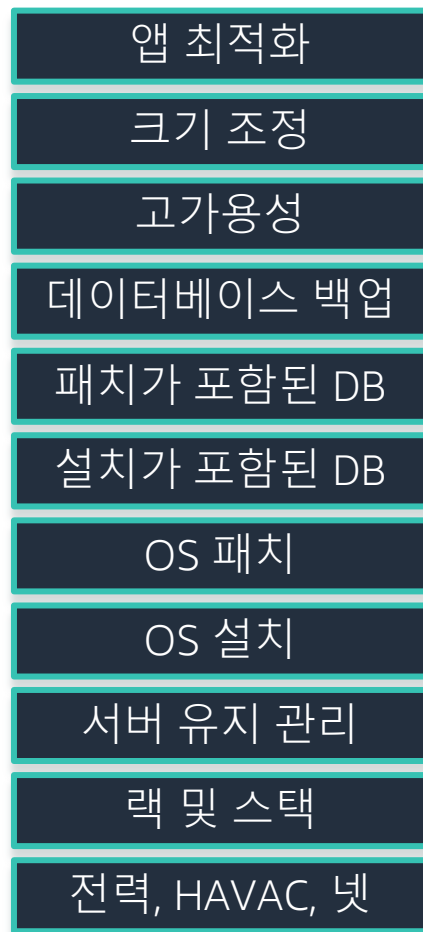 앱 최적화
크기 조정
고가용성
데이터베이스 백업
패치가 포함된 DB
설치가 포함된 DB
OS 패치
OS 설치
서버 유지 관리
랙 및 스택
전력, HAVAC, 넷